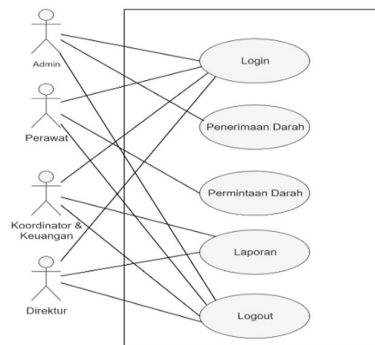 Admin
Perawat
Koordinator &
Keuangan
Direktur
Login
Penerimaan Darah
Permintaan Darah
Laporan
Logout